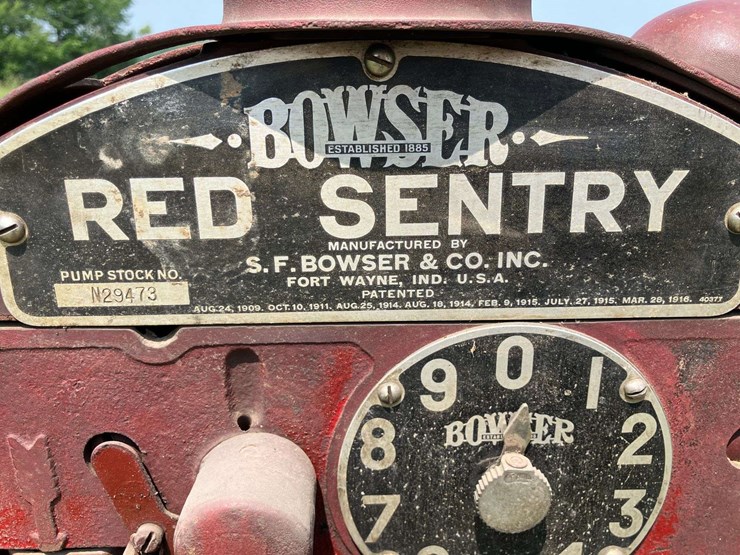 BOWSER
ESTABLISHED 1885
RED SENTRY
MANUFACTURED BY
S. F. BOWSER & CO. INC.
FORT WAYNE, IND. U.S.A.
PATENTED
PUMP STOCK NO.
N29473
AUG. 24, 1909. OCT. 10, 1911. AUG. 25, 1914. AUG. 18, 1914. FEB. 9, 1915. JULY. 27, 1915. MAR. 28, 1916. 40377
0
9 1
BOWSER
8 2
7 3